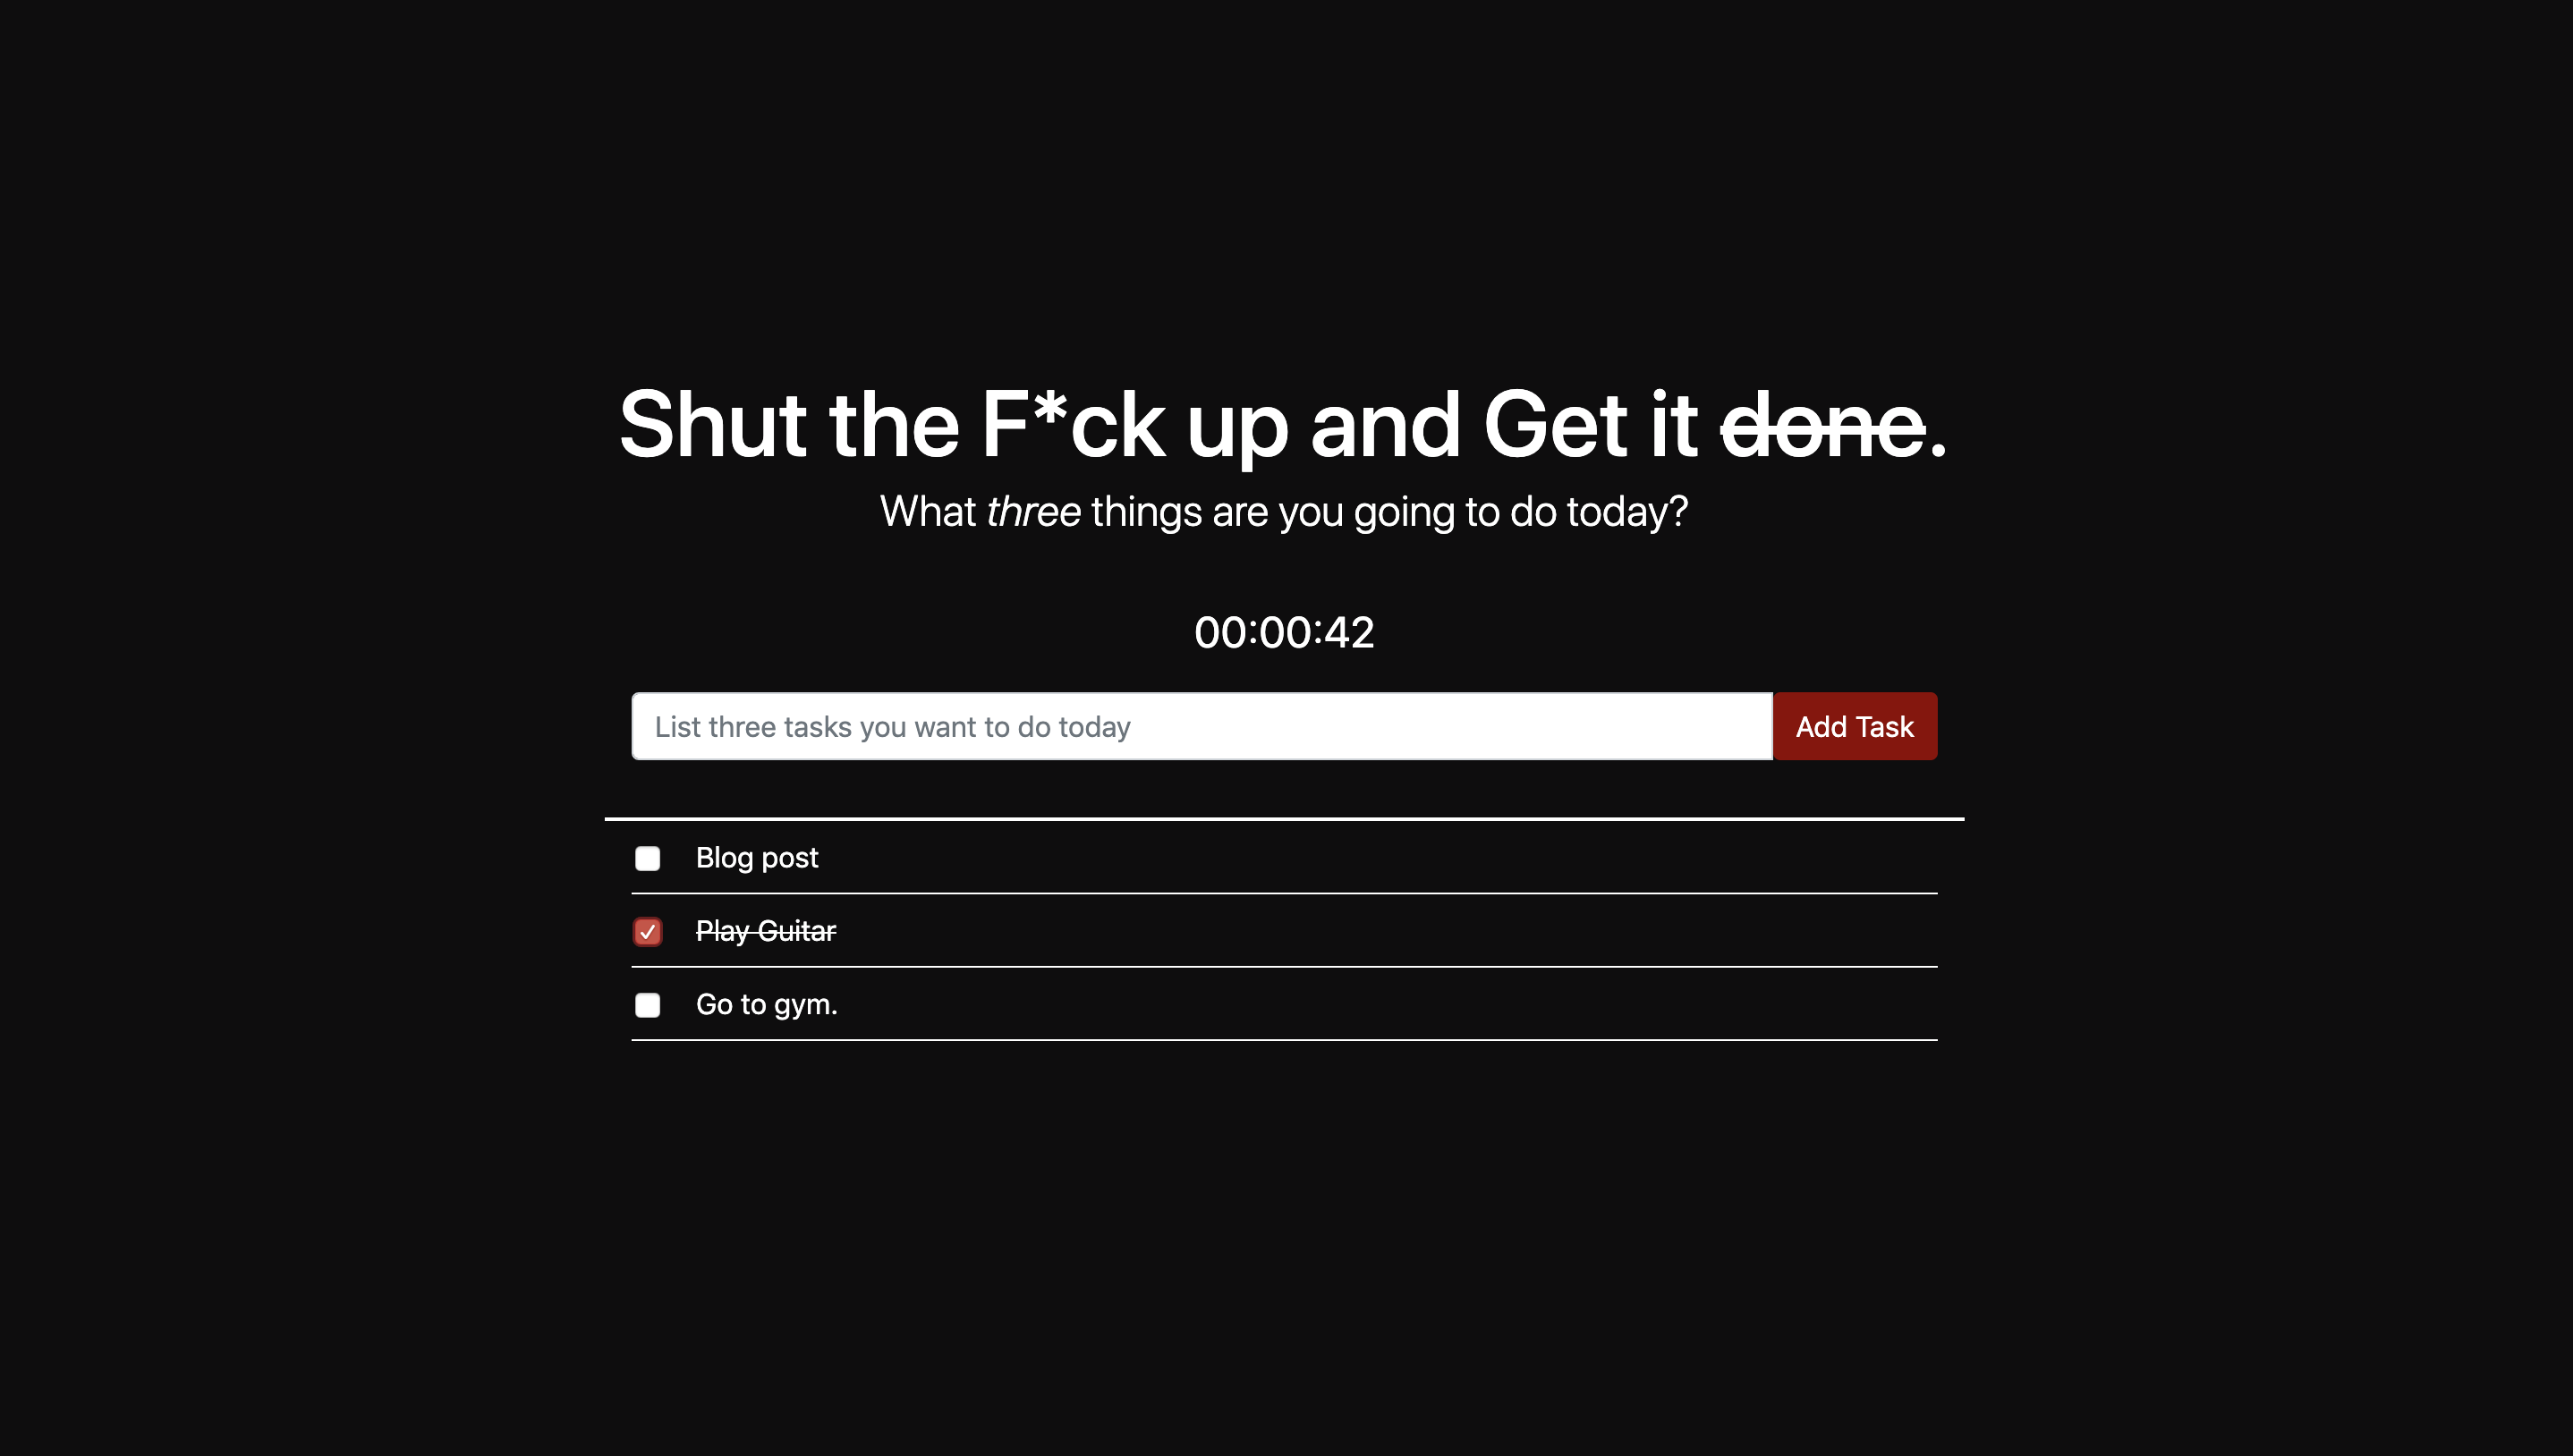 Shut the F*ck up and Get it done.
What three things are you going to do today?
00:00:42
List three tasks you want to do today
Add Task
Blog post
Play Guitar
Go to gym.